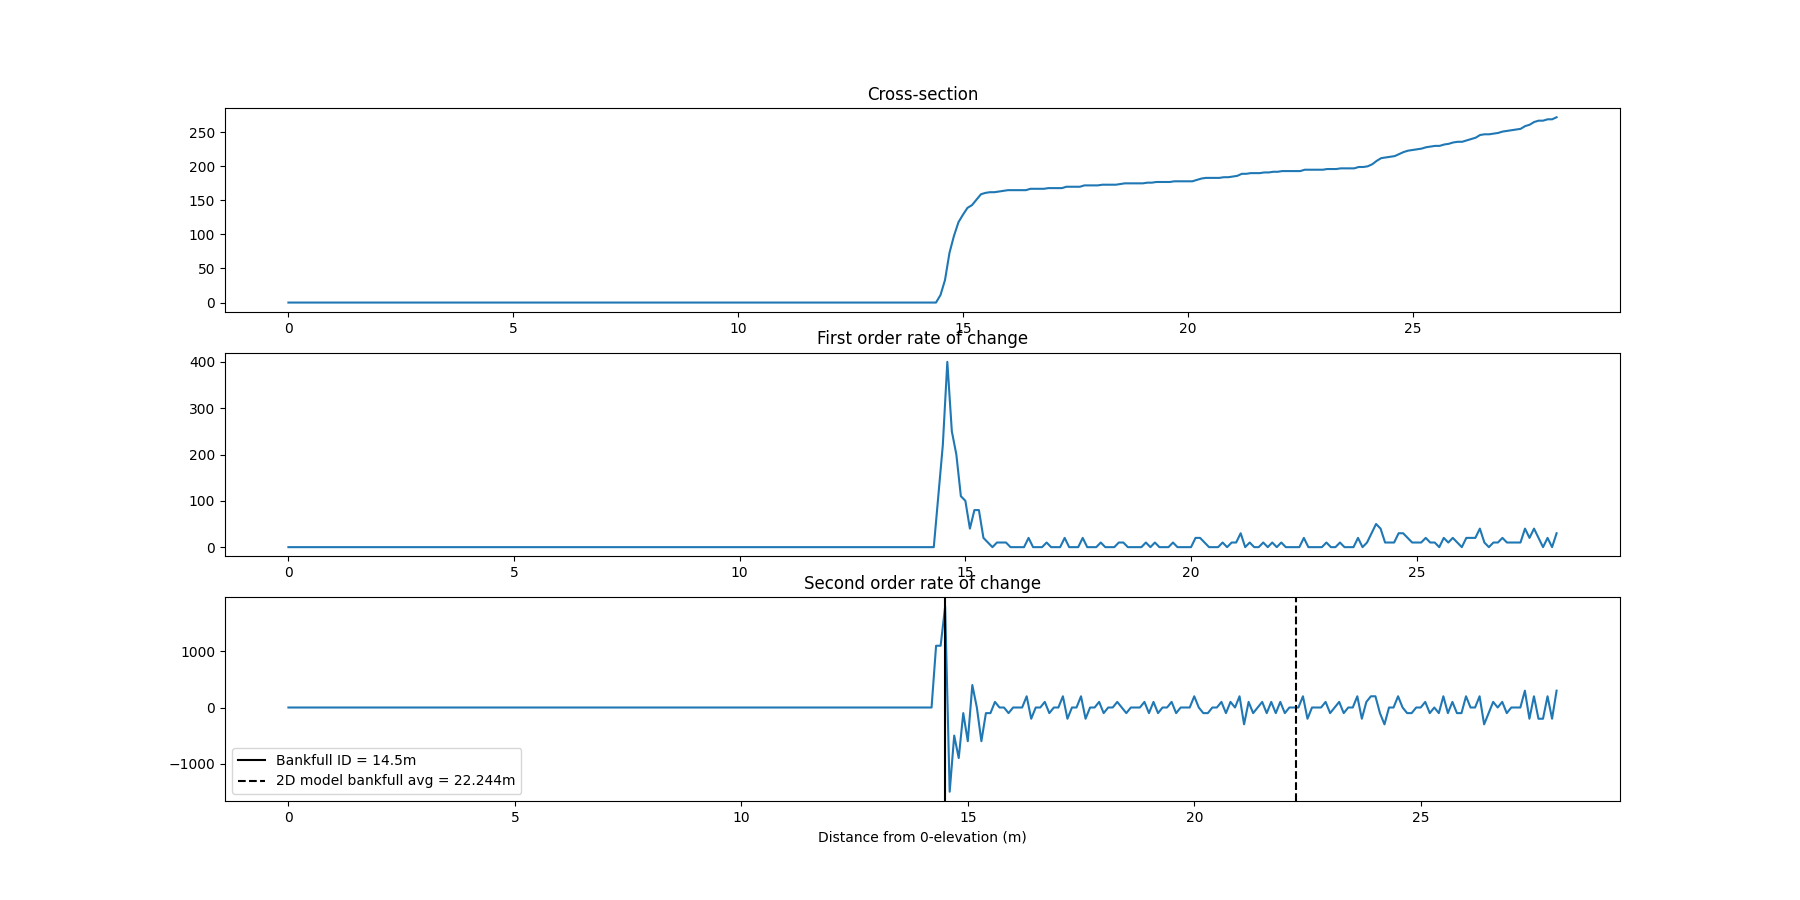 Cross-section
250
200
150
100
50
0
0 5 10 15 20 25
First order rate of change
400
300
200
100
0
0 5 10 15 20 25
Second order rate of change
1000
0
−1000
Bankfull ID = 14.5m
2D model bankfull avg = 22.244m
0 5 10 15 20 25
Distance from 0-elevation (m)